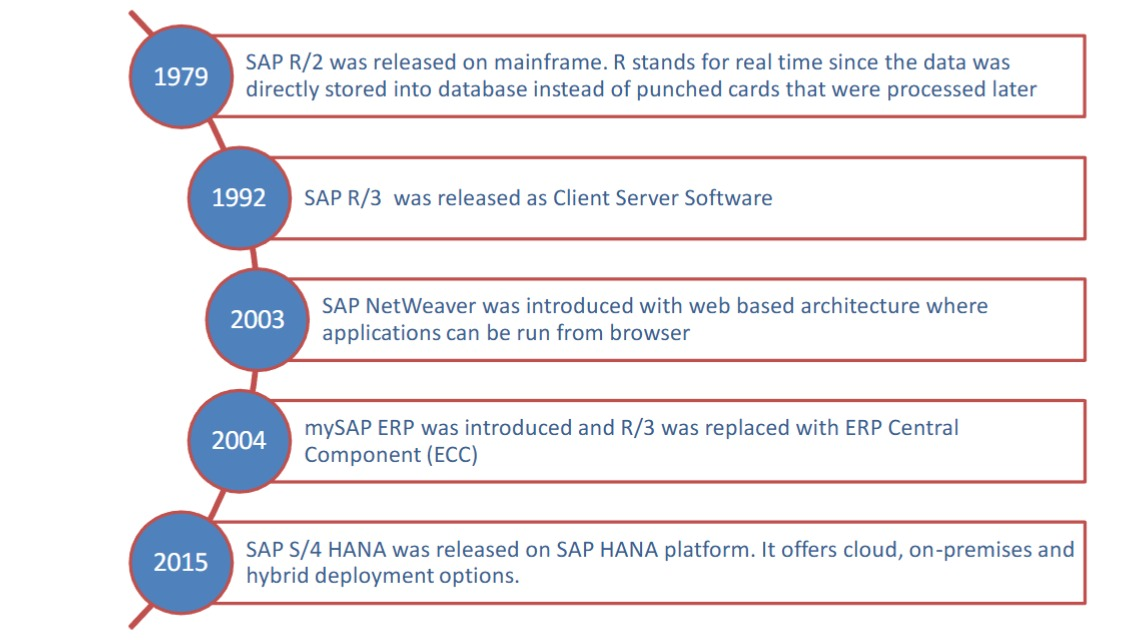 1979
SAP R/2 was released on mainframe. R stands for real time since the data was
directly stored into database instead of punched cards that were processed later
1992
SAP R/3  was released as Client Server Software
2003
SAP NetWeaver was introduced with web based architecture where
applications can be run from browser
2004
mySAP ERP was introduced and R/3 was replaced with ERP Central
Component (ECC)
2015
SAP S/4 HANA was released on SAP HANA platform. It offers cloud, on-premises and
hybrid deployment options.